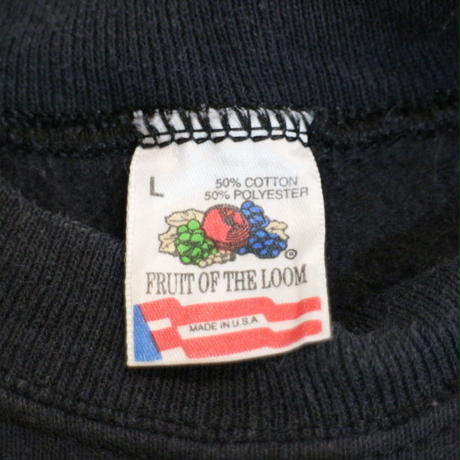 L
50% COTTON
50% POLYESTER
®
FRUIT OF THE LOOM
MADE IN U.S.A.